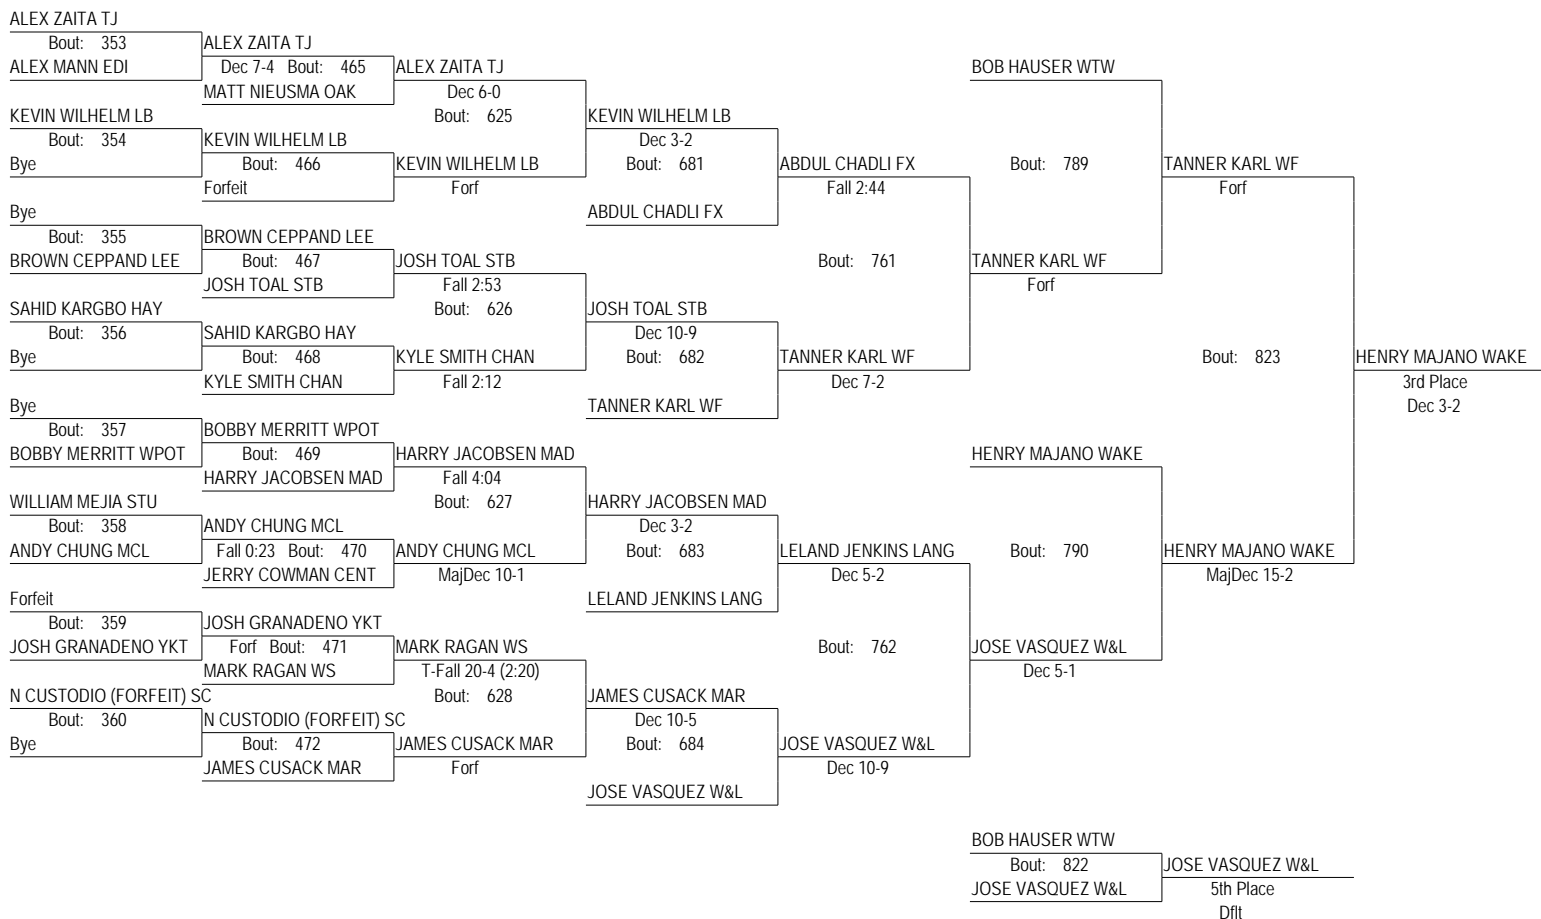 ALEX ZAITA TJ
Bout: 353
ALEX MANN EDI
KEVIN WILHELM LB
Bout: 354
Bye
Bye
Bout: 355
BROWN CEPPAND LEE
SAHID KARGBO HAY
Bout: 356
Bye
Bye
Bout: 357
BOBBY MERRITT WPOT
WILLIAM MEJIA STU
Bout: 358
ANDY CHUNG MCL
Forfeit
Bout: 359
JOSH GRANADENO YKT
N CUSTODIO (FORFEIT) SC
Bout: 360
Bye
ALEX ZAITA TJ
Dec 7-4 Bout: 465
MATT NIEUSMA OAK
KEVIN WILHELM LB
Bout: 466
Forfeit
BROWN CEPPAND LEE
Bout: 467
JOSH TOAL STB
SAHID KARGBO HAY
Bout: 468
KYLE SMITH CHAN
BOBBY MERRITT WPOT
Bout: 469
HARRY JACOBSEN MAD
ANDY CHUNG MCL
Fall 0:23 Bout: 470
JERRY COWMAN CENT
JOSH GRANADENO YKT
Forf Bout: 471
MARK RAGAN WS
N CUSTODIO (FORFEIT) SC
Bout: 472
JAMES CUSACK MAR
ALEX ZAITA TJ
Dec 6-0
Bout: 625
KEVIN WILHELM LB
Forf
JOSH TOAL STB
Fall 2:53
Bout: 626
KYLE SMITH CHAN
Fall 2:12
HARRY JACOBSEN MAD
Fall 4:04
Bout: 627
ANDY CHUNG MCL
MajDec 10-1
MARK RAGAN WS
T-Fall 20-4 (2:20)
Bout: 628
JAMES CUSACK MAR
Forf
KEVIN WILHELM LB
Dec 3-2
Bout: 681
ABDUL CHADLI FX
JOSH TOAL STB
Dec 10-9
Bout: 682
TANNER KARL WF
HARRY JACOBSEN MAD
Dec 3-2
Bout: 683
LELAND JENKINS LANG
JAMES CUSACK MAR
Dec 10-5
Bout: 684
JOSE VASQUEZ W&L
ABDUL CHADLI FX
Fall 2:44
Bout: 761
TANNER KARL WF
Dec 7-2
LELAND JENKINS LANG
Dec 5-2
Bout: 762
JOSE VASQUEZ W&L
Dec 10-9
BOB HAUSER WTW
Bout: 789
TANNER KARL WF
Forf
HENRY MAJANO WAKE
Bout: 790
JOSE VASQUEZ W&L
Dec 5-1
TANNER KARL WF
Forf
Bout: 823
HENRY MAJANO WAKE
MajDec 15-2
HENRY MAJANO WAKE
3rd Place
Dec 3-2
BOB HAUSER WTW
Bout: 822
JOSE VASQUEZ W&L
JOSE VASQUEZ W&L
5th Place
Dflt